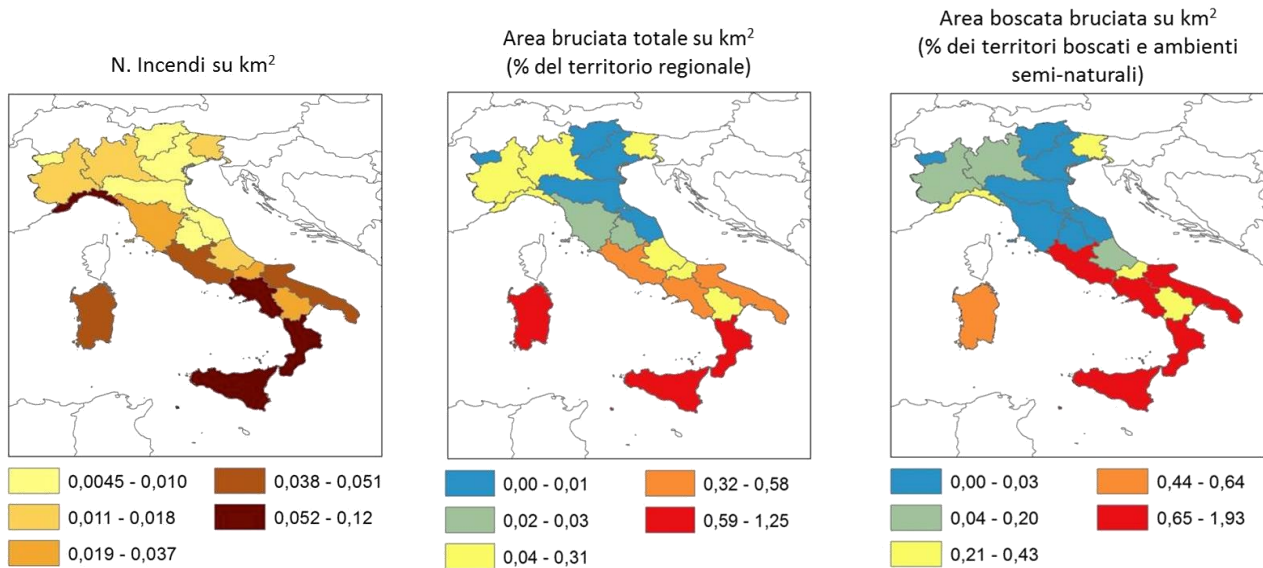 N. Incendi su km²
0,0045 - 0,010
0,011 - 0,018
0,019 - 0,037
0,038 - 0,051
0,052 - 0,12
Area bruciata totale su km²
(% del territorio regionale)
0,00 - 0,01
0,02 - 0,03
0,04 - 0,31
0,32 - 0,58
0,59 - 1,25
Area boscata bruciata su km²
(% dei territori boscati e ambienti
semi-naturali)
0,00 - 0,03
0,04 - 0,20
0,21 - 0,43
0,44 - 0,64
0,65 - 1,93